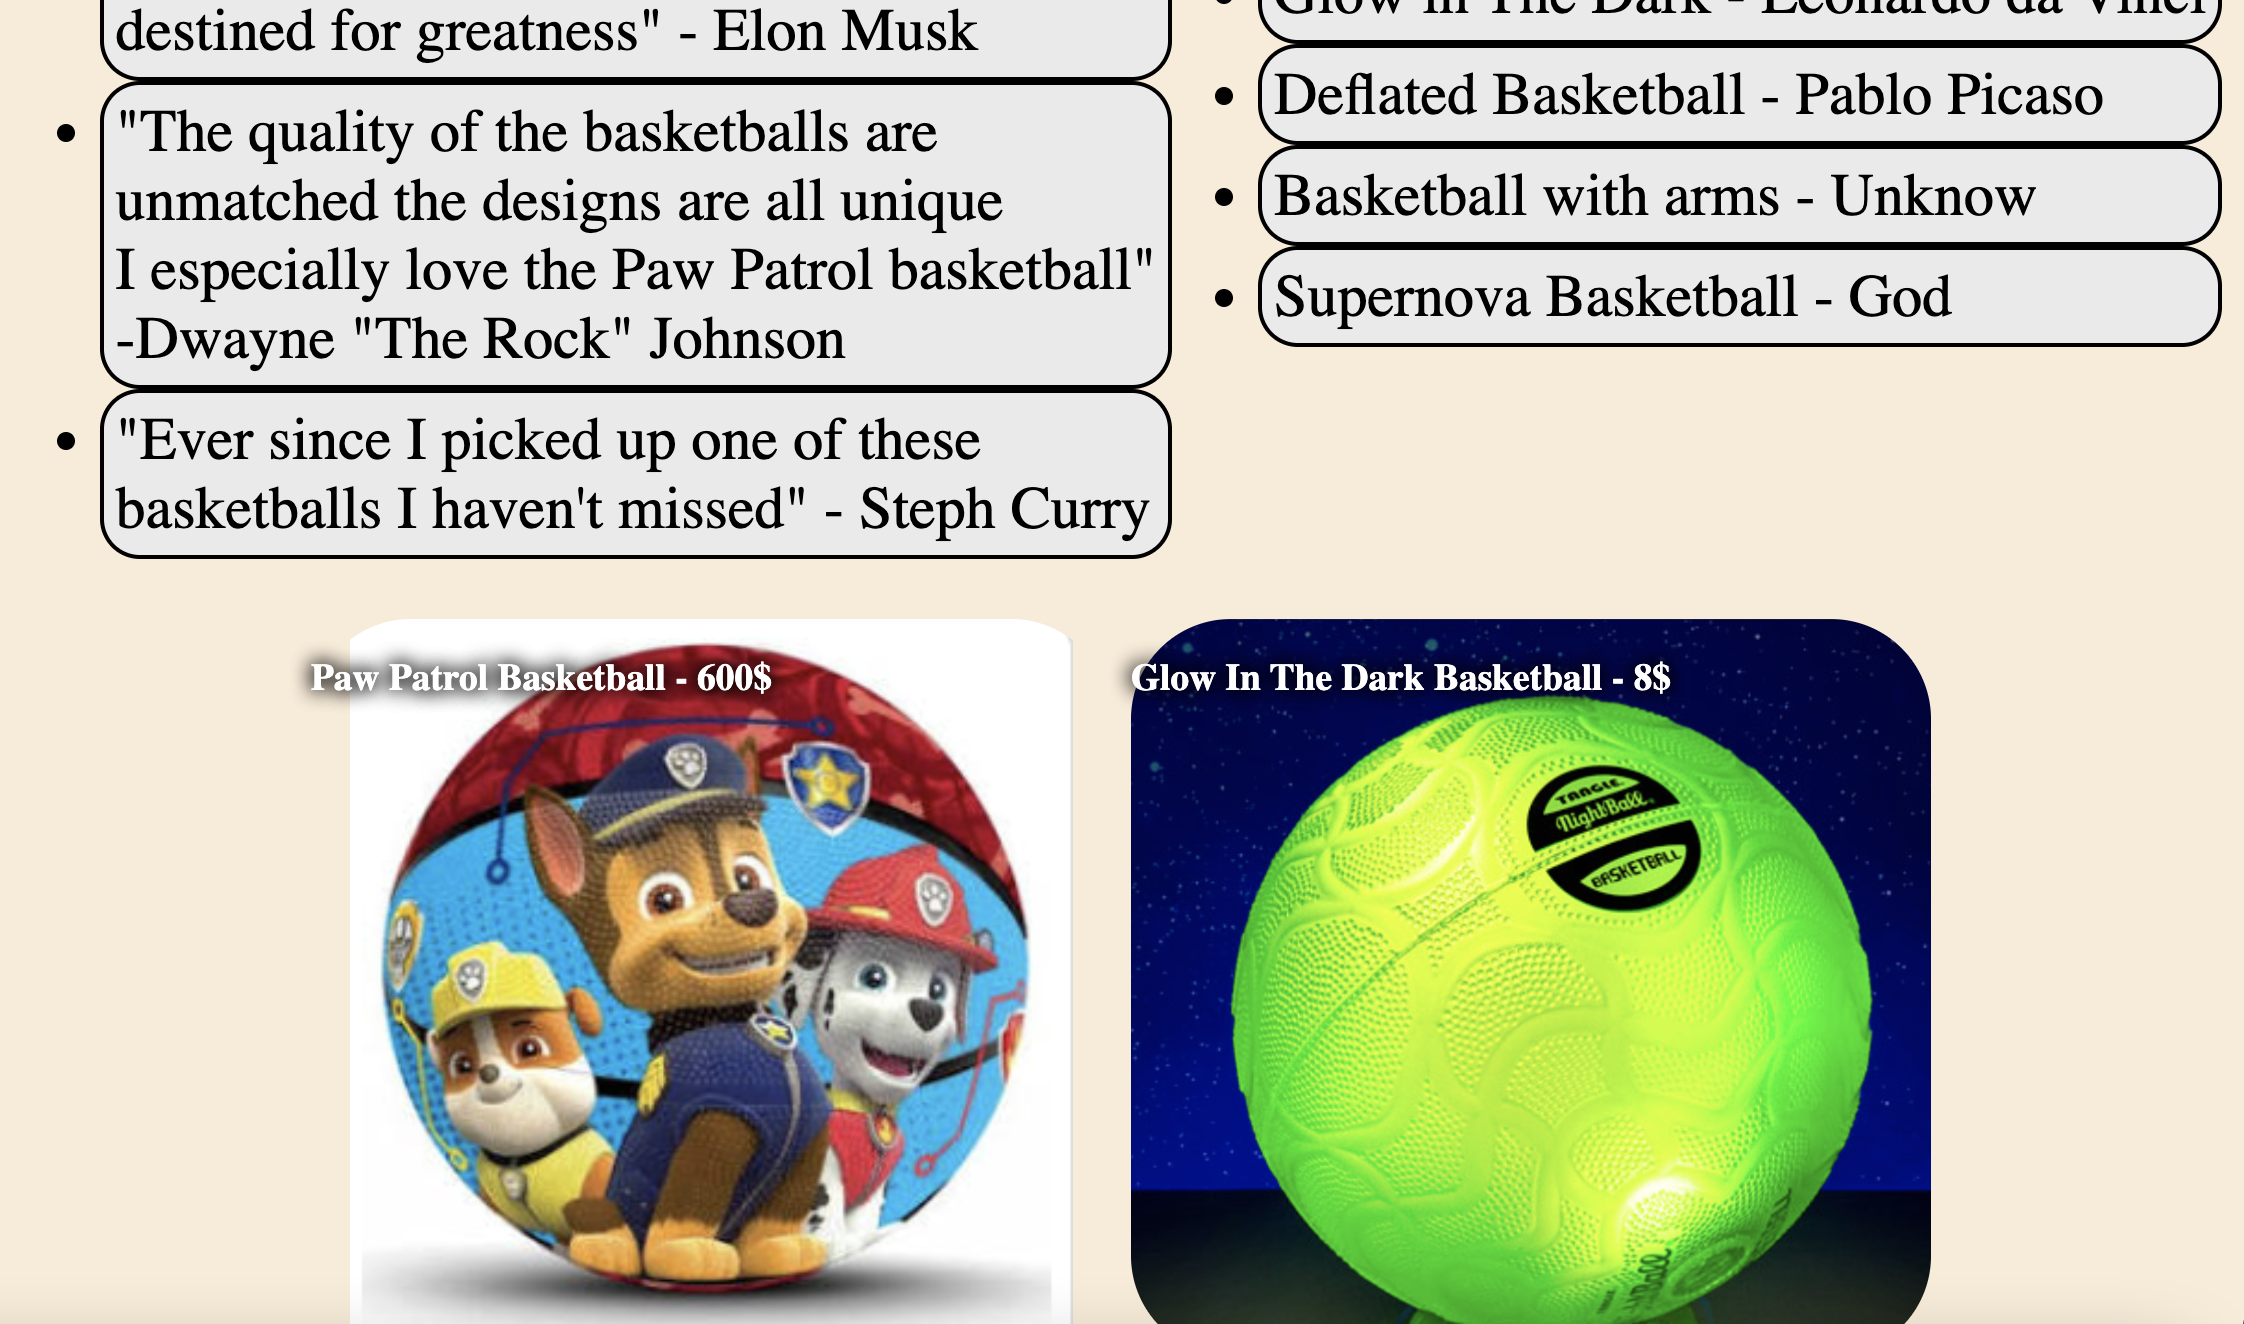 destined for greatness" - Elon Musk
"The quality of the basketballs are
unmatched the designs are all unique
I especially love the Paw Patrol basketball"
-Dwayne "The Rock" Johnson
"Ever since I picked up one of these
basketballs I haven't missed" - Steph Curry
Glow In The Dark - Leonardo da Vinci
Deflated Basketball - Pablo Picaso
Basketball with arms - Unknow
Supernova Basketball - God
Paw Patrol Basketball - 600$
Glow In The Dark Basketball - 8$
TANGLE
NightBall
BASKETBALL